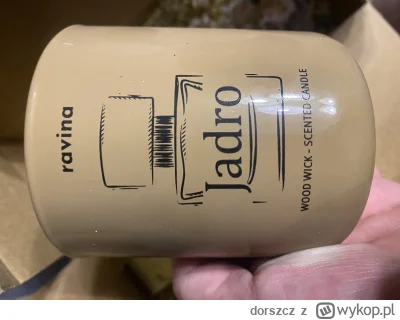 ravina
Jadro
WOOD WICK - SCENTED CANDLE
dorszcz z wykop.pl